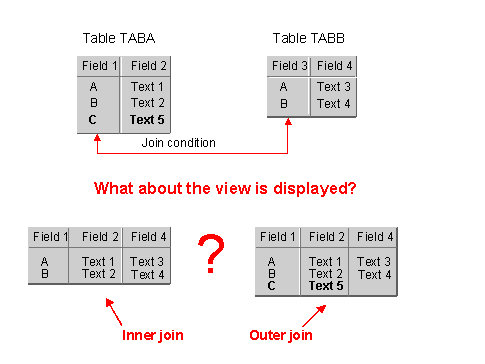 Table TABA Table TABB
Field 1 Field 2 Field 3 Field 4
A Text 1 A Text 3
B Text 2 B Text 4
C Text 5
Join condition
What about the view is displayed?
Field 1 Field 2 Field 4 ? Field 1 Field 2 Field 4
A Text 1 Text 3 A Text 1 Text 3
B Text 2 Text 4 B Text 2 Text 4
C Text 5
Inner join Outer join